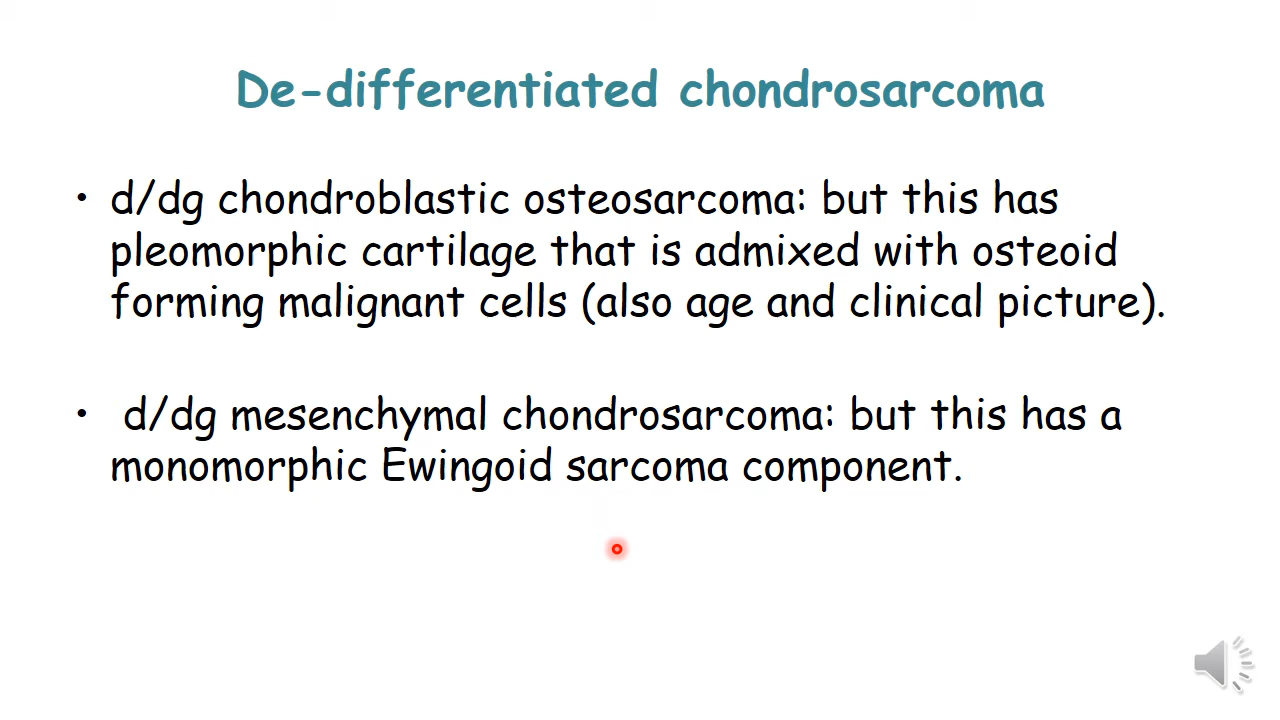 De-differentiated chondrosarcoma
• d/dg chondroblastic osteosarcoma: but this has
pleomorphic cartilage that is admixed with osteoid
forming malignant cells (also age and clinical picture).
• d/dg mesenchymal chondrosarcoma: but this has a
monomorphic Ewingoid sarcoma component.